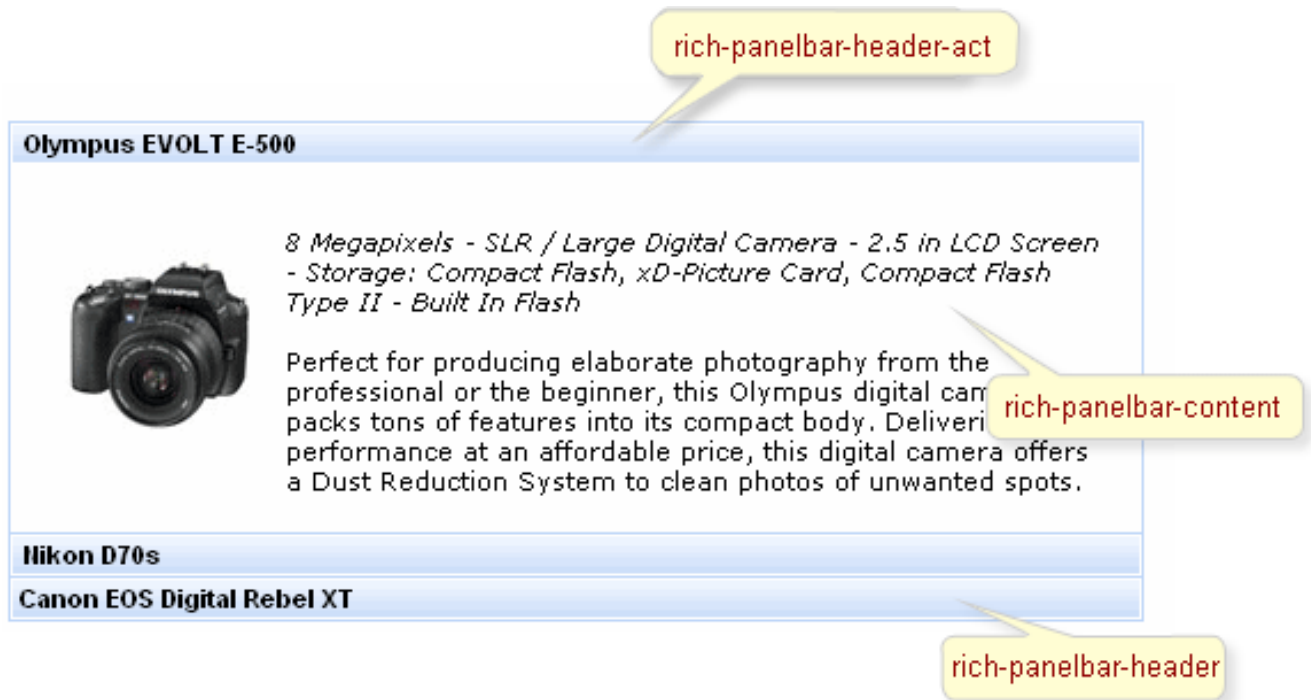 rich-panelbar-header-act
Olympus EVOLT E-500
8 Megapixels - SLR / Large Digital Camera - 2.5 in LCD Screen
- Storage: Compact Flash, xD-Picture Card, Compact Flash
Type II - Built In Flash
OLYMPUS
Perfect for producing elaborate photography from the
professional or the beginner, this Olympus digital cam
packs tons of features into its compact body. Deliveri
performance at an affordable price, this digital camera offers
a Dust Reduction System to clean photos of unwanted spots.
rich-panelbar-content
Nikon D70s
Canon EOS Digital Rebel XT
rich-panelbar-header